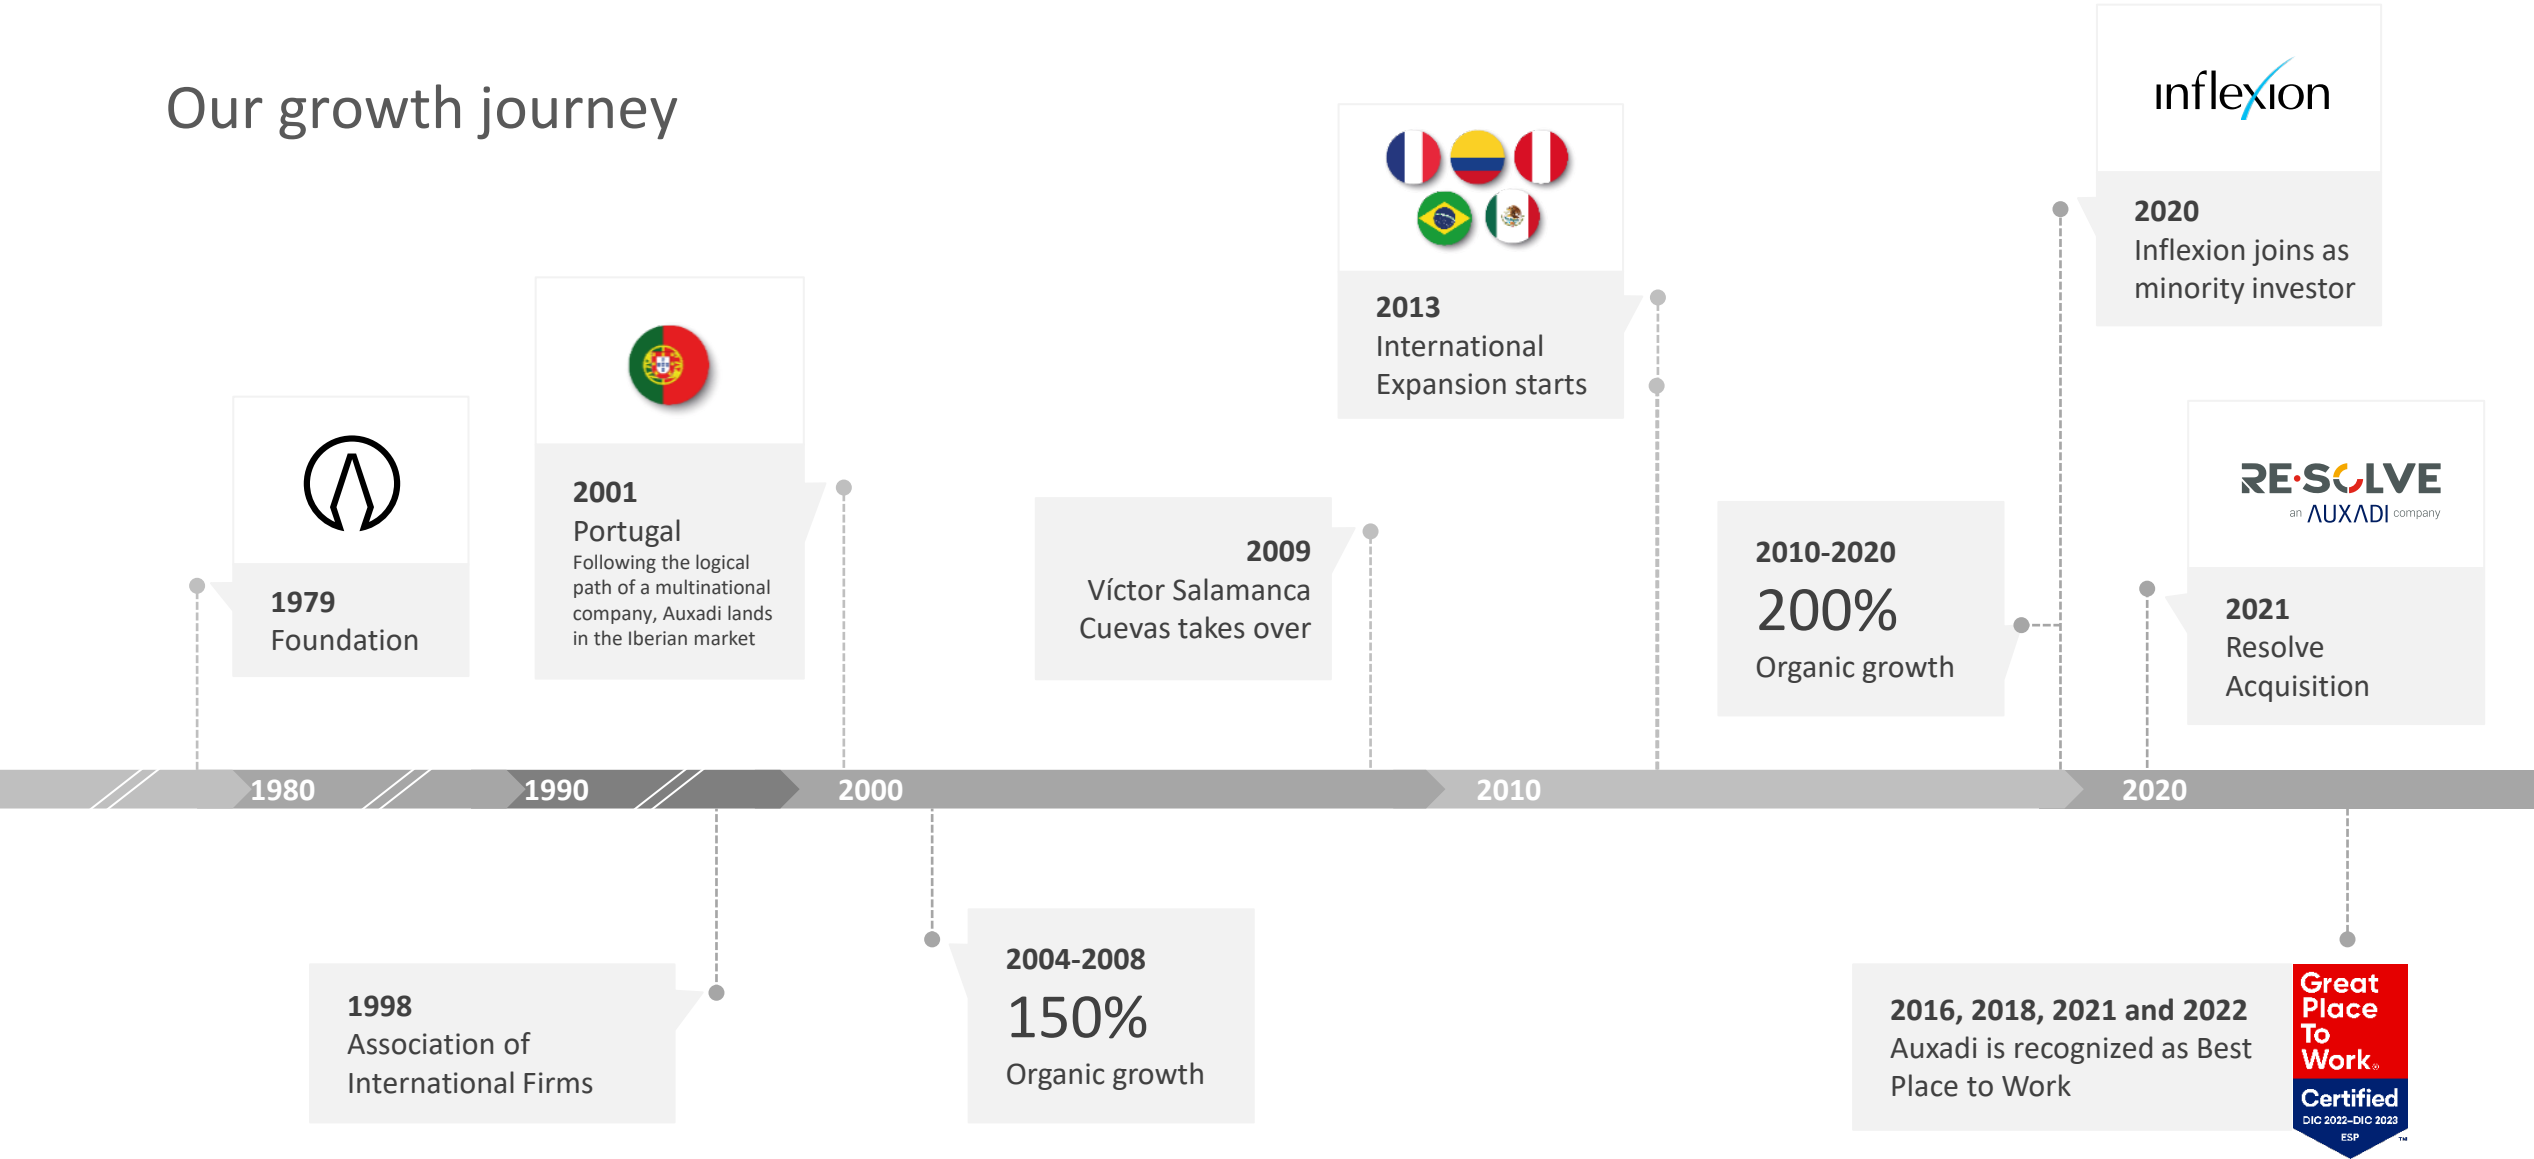 Our growth journey
inflexion
2020
Inflexion joins as
minority investor
2013
International
Expansion starts
RE·SOLVE
an AUXADI company
2021
Resolve
Acquisition
2001
Portugal
Following the logical
path of a multinational
company, Auxadi lands
in the Iberian market
1979
Foundation
2009
Víctor Salamanca
Cuevas takes over
2010-2020
200%
Organic growth
1980
1990
2000
2010
2020
1998
Association of
International Firms
2004-2008
150%
Organic growth
2016, 2018, 2021 and 2022
Auxadi is recognized as Best
Place to Work
Great
Place
To
Work®
Certified
DIC 2022–DIC 2023
ESP
TM